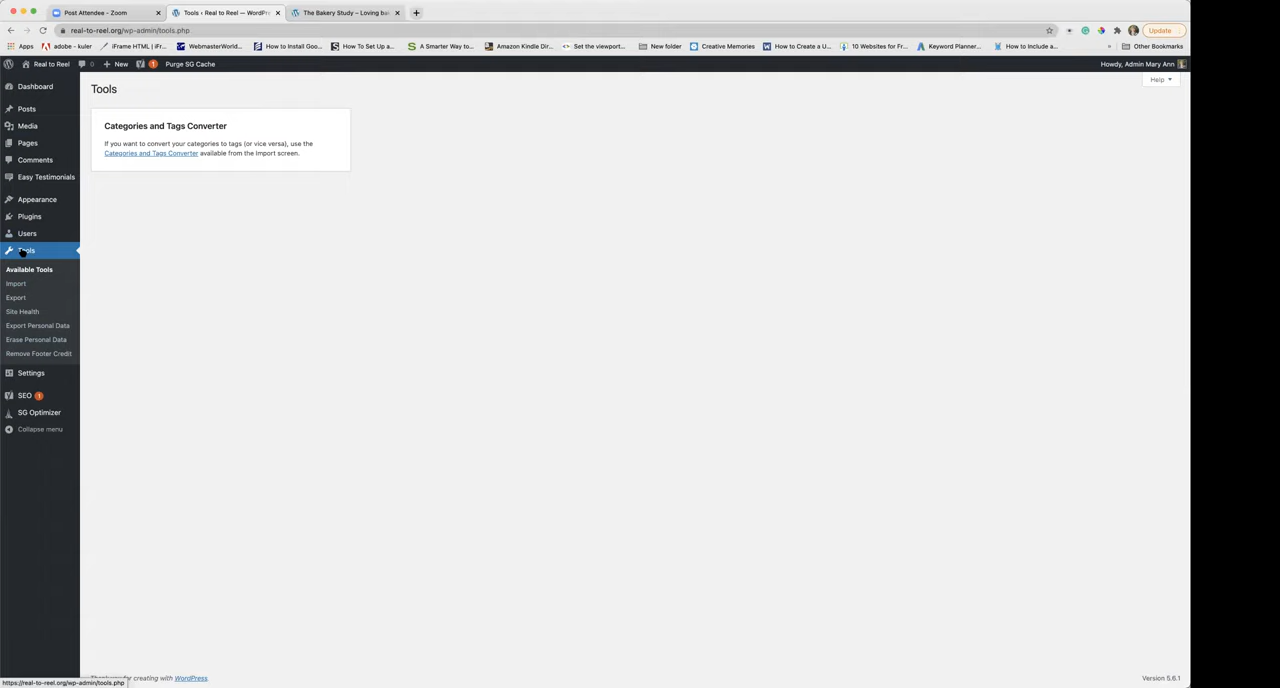 Post Attendee - Zoom
Tools ‹ Real to Reel — WordPr
The Bakery Study – Loving bal
real-to-reel.org/wp-admin/tools.php
Update
Apps
adobe - kuler
iFrame HTML | iFr...
WebmasterWorld...
How to Install Goo...
How To Set Up a...
A Smarter Way to...
Amazon Kindle Dir...
Set the viewport...
New folder
Creative Memories
How to Create a U...
10 Websites for Fr...
Keyword Planner...
How to Include a...
»
Other Bookmarks
Real to Reel
0
New
1
Purge SG Cache
Howdy, Admin Mary Ann
Dashboard
Posts
Media
Pages
Comments
Easy Testimonials
Appearance
Plugins
Users
Tools
Available Tools
Import
Export
Site Health
Export Personal Data
Erase Personal Data
Remove Footer Credit
Settings
SEO 1
SG Optimizer
Collapse menu
Tools
Help
Categories and Tags Converter
If you want to convert your categories to tags (or vice versa), use the
Categories and Tags Converter available from the Import screen.
for creating with WordPress.
Version 5.6.1
https://real-to-reel.org/wp-admin/tools.php